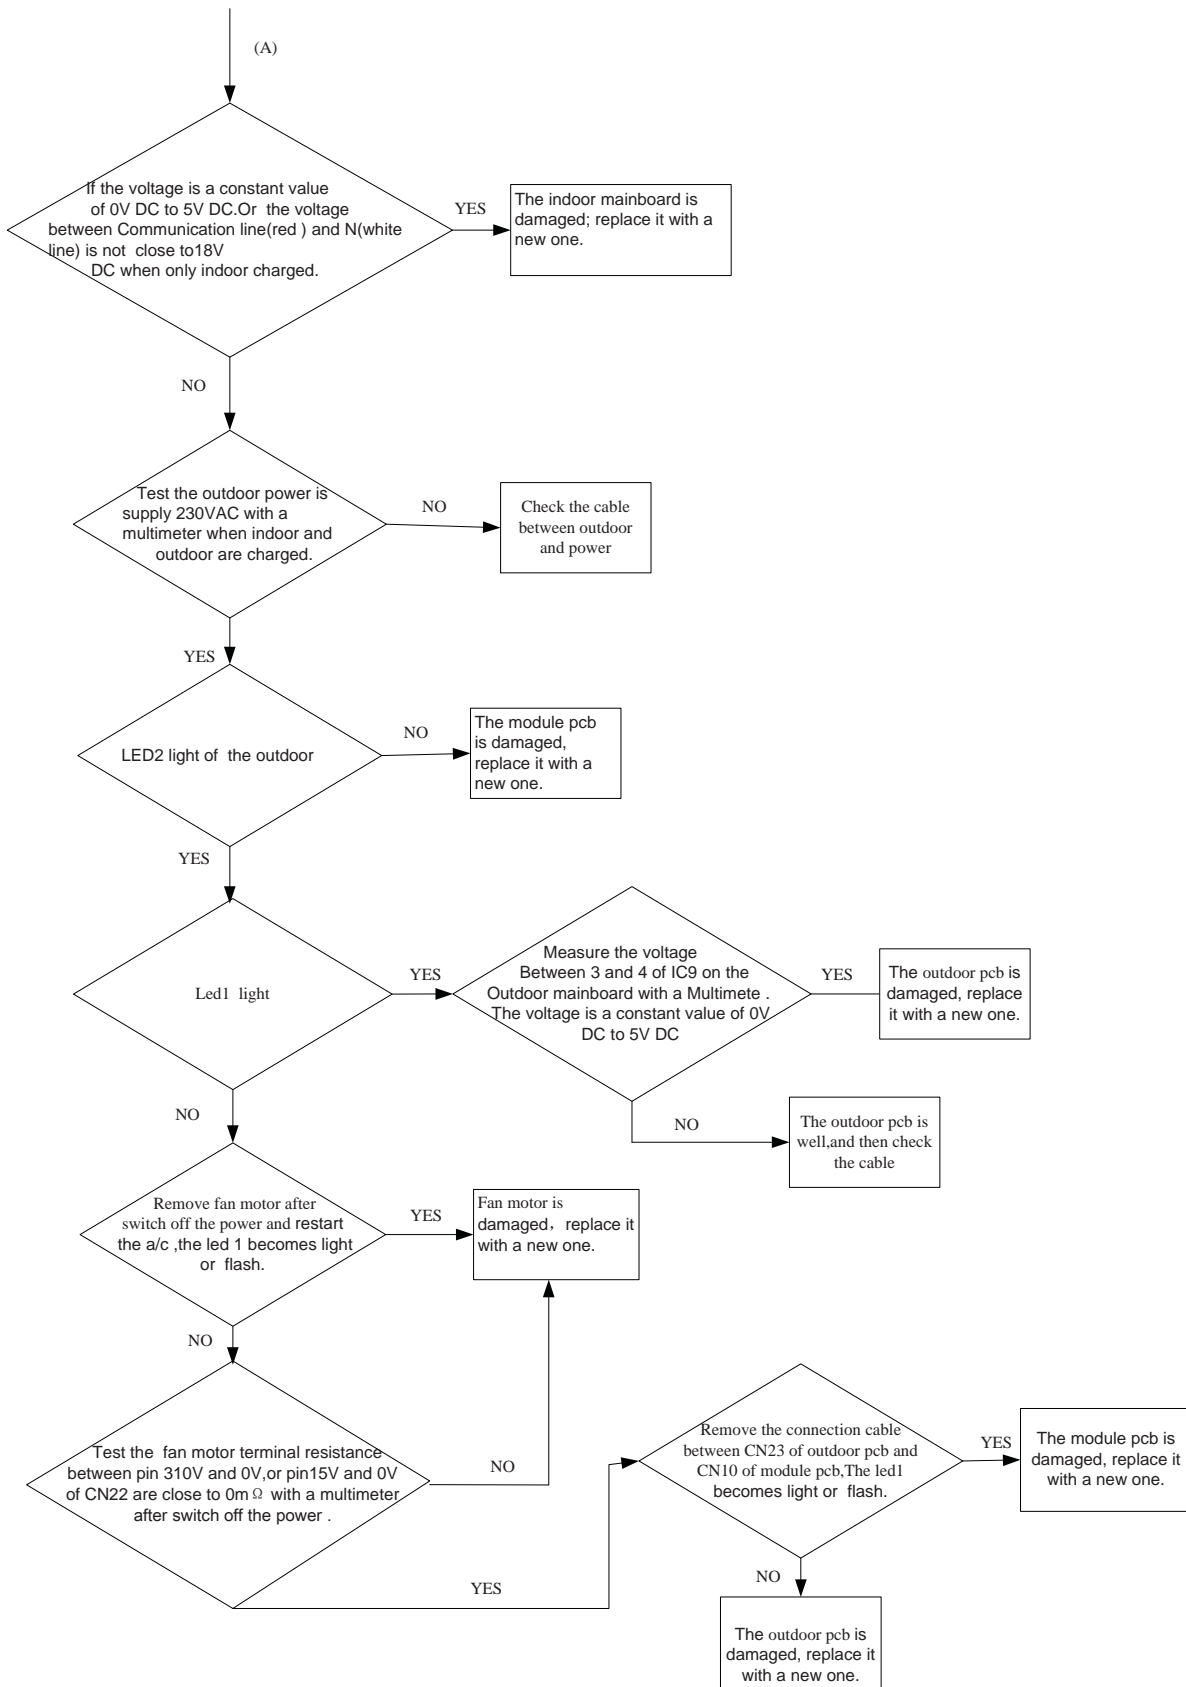 (A)
If the voltage is a constant value
of 0V DC to 5V DC.Or the voltage
between Communication line(red ) and N(white
line) is not close to18V
DC when only indoor charged.
YES
The indoor mainboard is
damaged; replace it with a
new one.
NO
Test the outdoor power is
supply 230VAC with a
multimeter when indoor and
outdoor are charged.
NO
Check the cable
between outdoor
and power
YES
LED2 light of the outdoor
NO
The module pcb
is damaged,
replace it with a
new one.
YES
Led1 light
YES
Measure the voltage
Between 3 and 4 of IC9 on the
Outdoor mainboard with a Multimete .
The voltage is a constant value of 0V
DC to 5V DC
YES
The outdoor pcb is
damaged, replace
it with a new one.
NO
The outdoor pcb is
well,and then check
the cable
NO
Remove fan motor after
switch off the power and restart
the a/c ,the led 1 becomes light
or flash.
YES
Fan motor is
damaged，replace it
with a new one.
NO
Test the fan motor terminal resistance
between pin 310V and 0V,or pin15V and 0V
of CN22 are close to 0mΩ with a multimeter
after switch off the power .
NO
YES
Remove the connection cable
between CN23 of outdoor pcb and
CN10 of module pcb,The led1
becomes light or flash.
YES
The module pcb is
damaged, replace it
with a new one.
NO
The outdoor pcb is
damaged, replace it
with a new one.